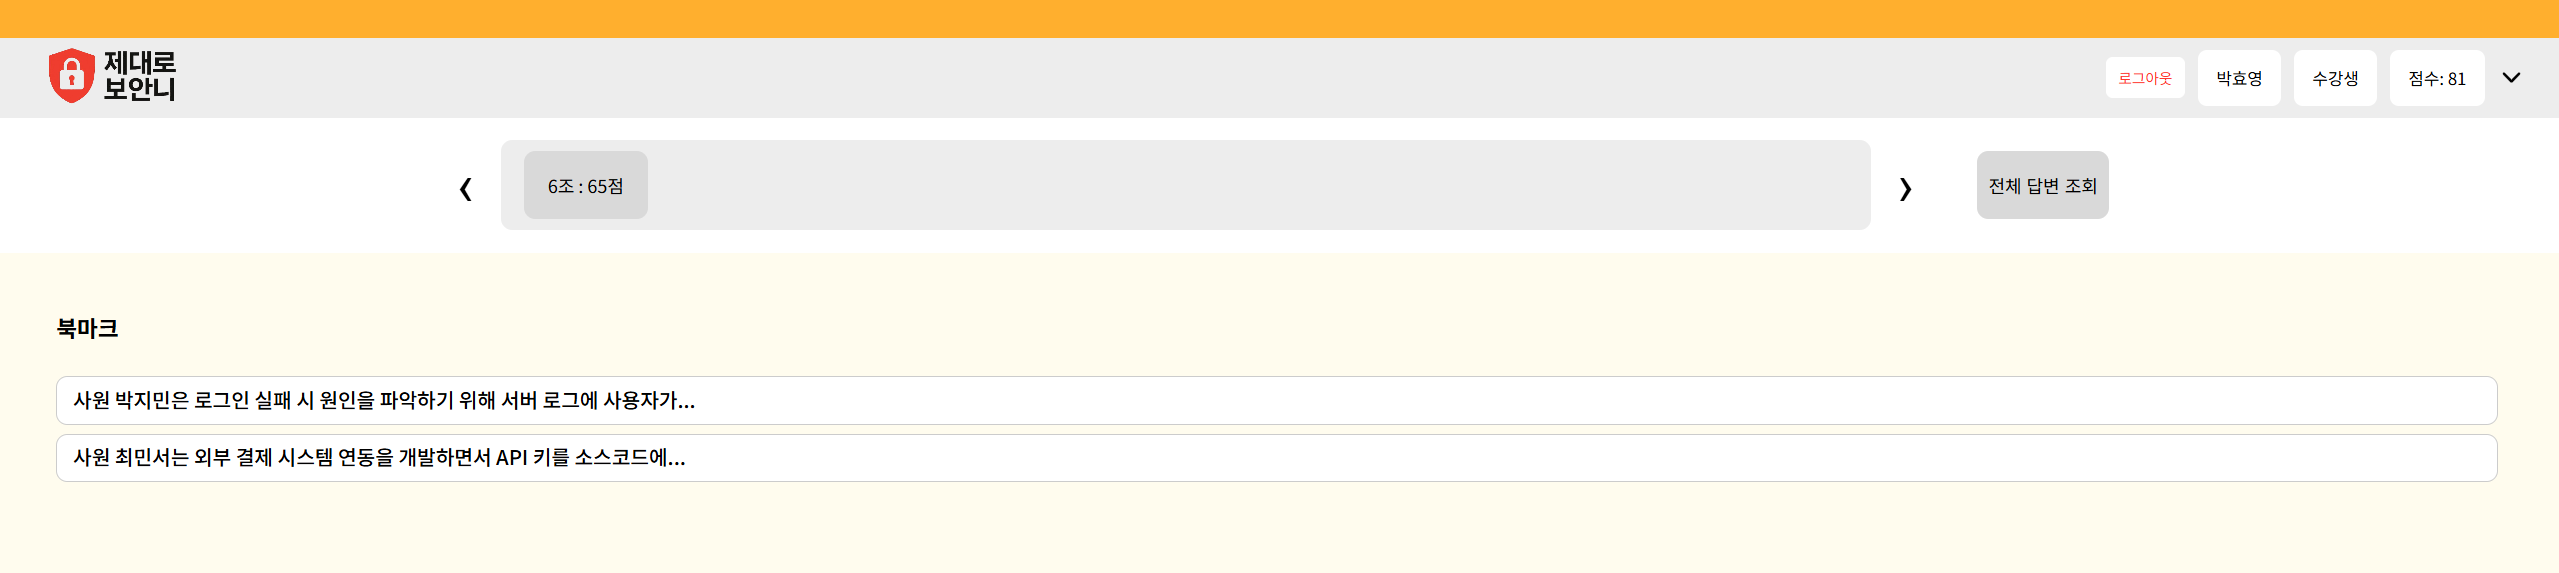 제대로
보안니
로그아웃
박효영
수강생
점수: 81
6조 : 65점
전체 답변 조회
북마크
사원 박지민은 로그인 실패 시 원인을 파악하기 위해 서버 로그에 사용자가...
사원 최민서는 외부 결제 시스템 연동을 개발하면서 API 키를 소스코드에...